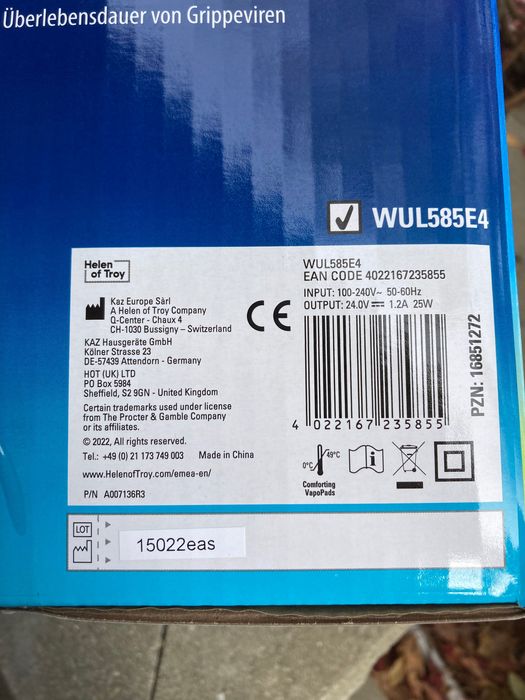 Überlebensdauer von Grippeviren
WUL585E4
Helen
of Troy
Kaz Europe Sàrl
A Helen of Troy Company
Q-Center - Chaux 4
CH-1030 Bussigny – Switzerland
CE
KAZ Hausgeräte GmbH
Kölner Strasse 23
DE-57439 Attendorn - Germany
HOT (UK) LTD
PO Box 5984
Sheffield, S2 9GN - United Kingdom
Certain trademarks used under license
from The Procter & Gamble Company
or its affiliates.
© 2022, All rights reserved.
Tel.: +49 (0) 21 173 749 003 Made in China
www.HelenofTroy.com/emea-en/
P/N A007136R3
WUL585E4
EAN CODE 4022167235855
INPUT: 100-240V~ 50-60Hz
OUTPUT: 24.0V⎓ 1.2A 25W
4 022167 235855
PZN: 16851272
0°C 49°C
Comforting
VapoPads
LOT
15022eas